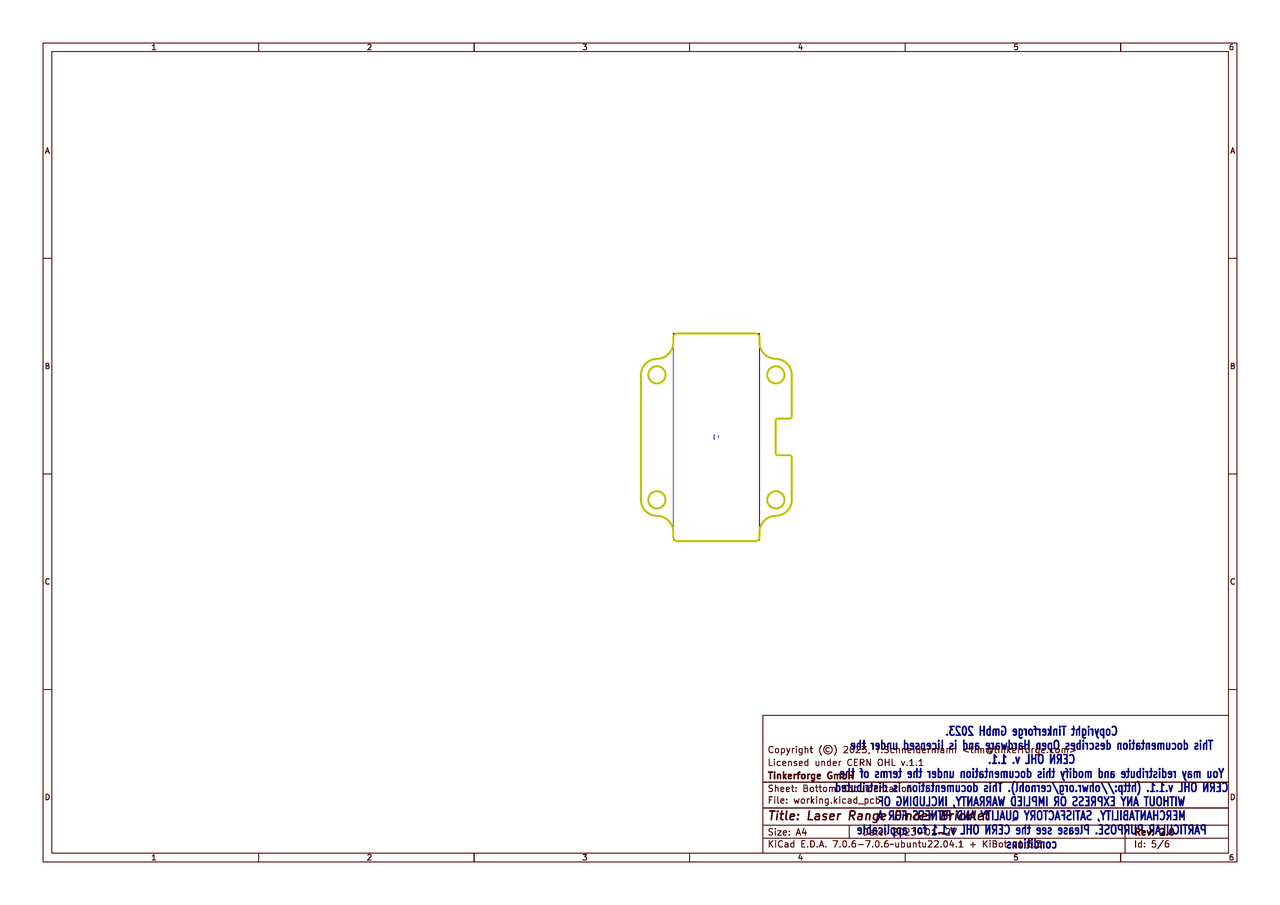 1 2 3 4 5 6
A A
B B
C C
D D
Copyright Tinkerforge GmbH 2023.
This documentation describes Open Hardware and is licensed under the
CERN OHL v. 1.1.
You may redistribute and modify this documentation under the terms of the
CERN OHL v.1.1. (http://ohwr.org/cernohl). This documentation is distributed
WITHOUT ANY EXPRESS OR IMPLIED WARRANTY, INCLUDING OF
MERCHANTABILITY, SATISFACTORY QUALITY AND FITNESS FOR A
PARTICULAR PURPOSE. Please see the CERN OHL v.1.1 for applicable
conditions
Copyright (©) 2023, T.Schneidermann <tim@tinkerforge.com>
Licensed under CERN OHL v.1.1
Tinkerforge GmbH
Sheet: Bottom
File: working.kicad_pcb
Title: Laser Range Finder Bricklet
Size: A4 Rev: 2.0
KiCad E.D.A. 7.0.6-7.0.6~ubuntu22.04.1 + KiBot Id: 5/6
1 2 3 4 5 6